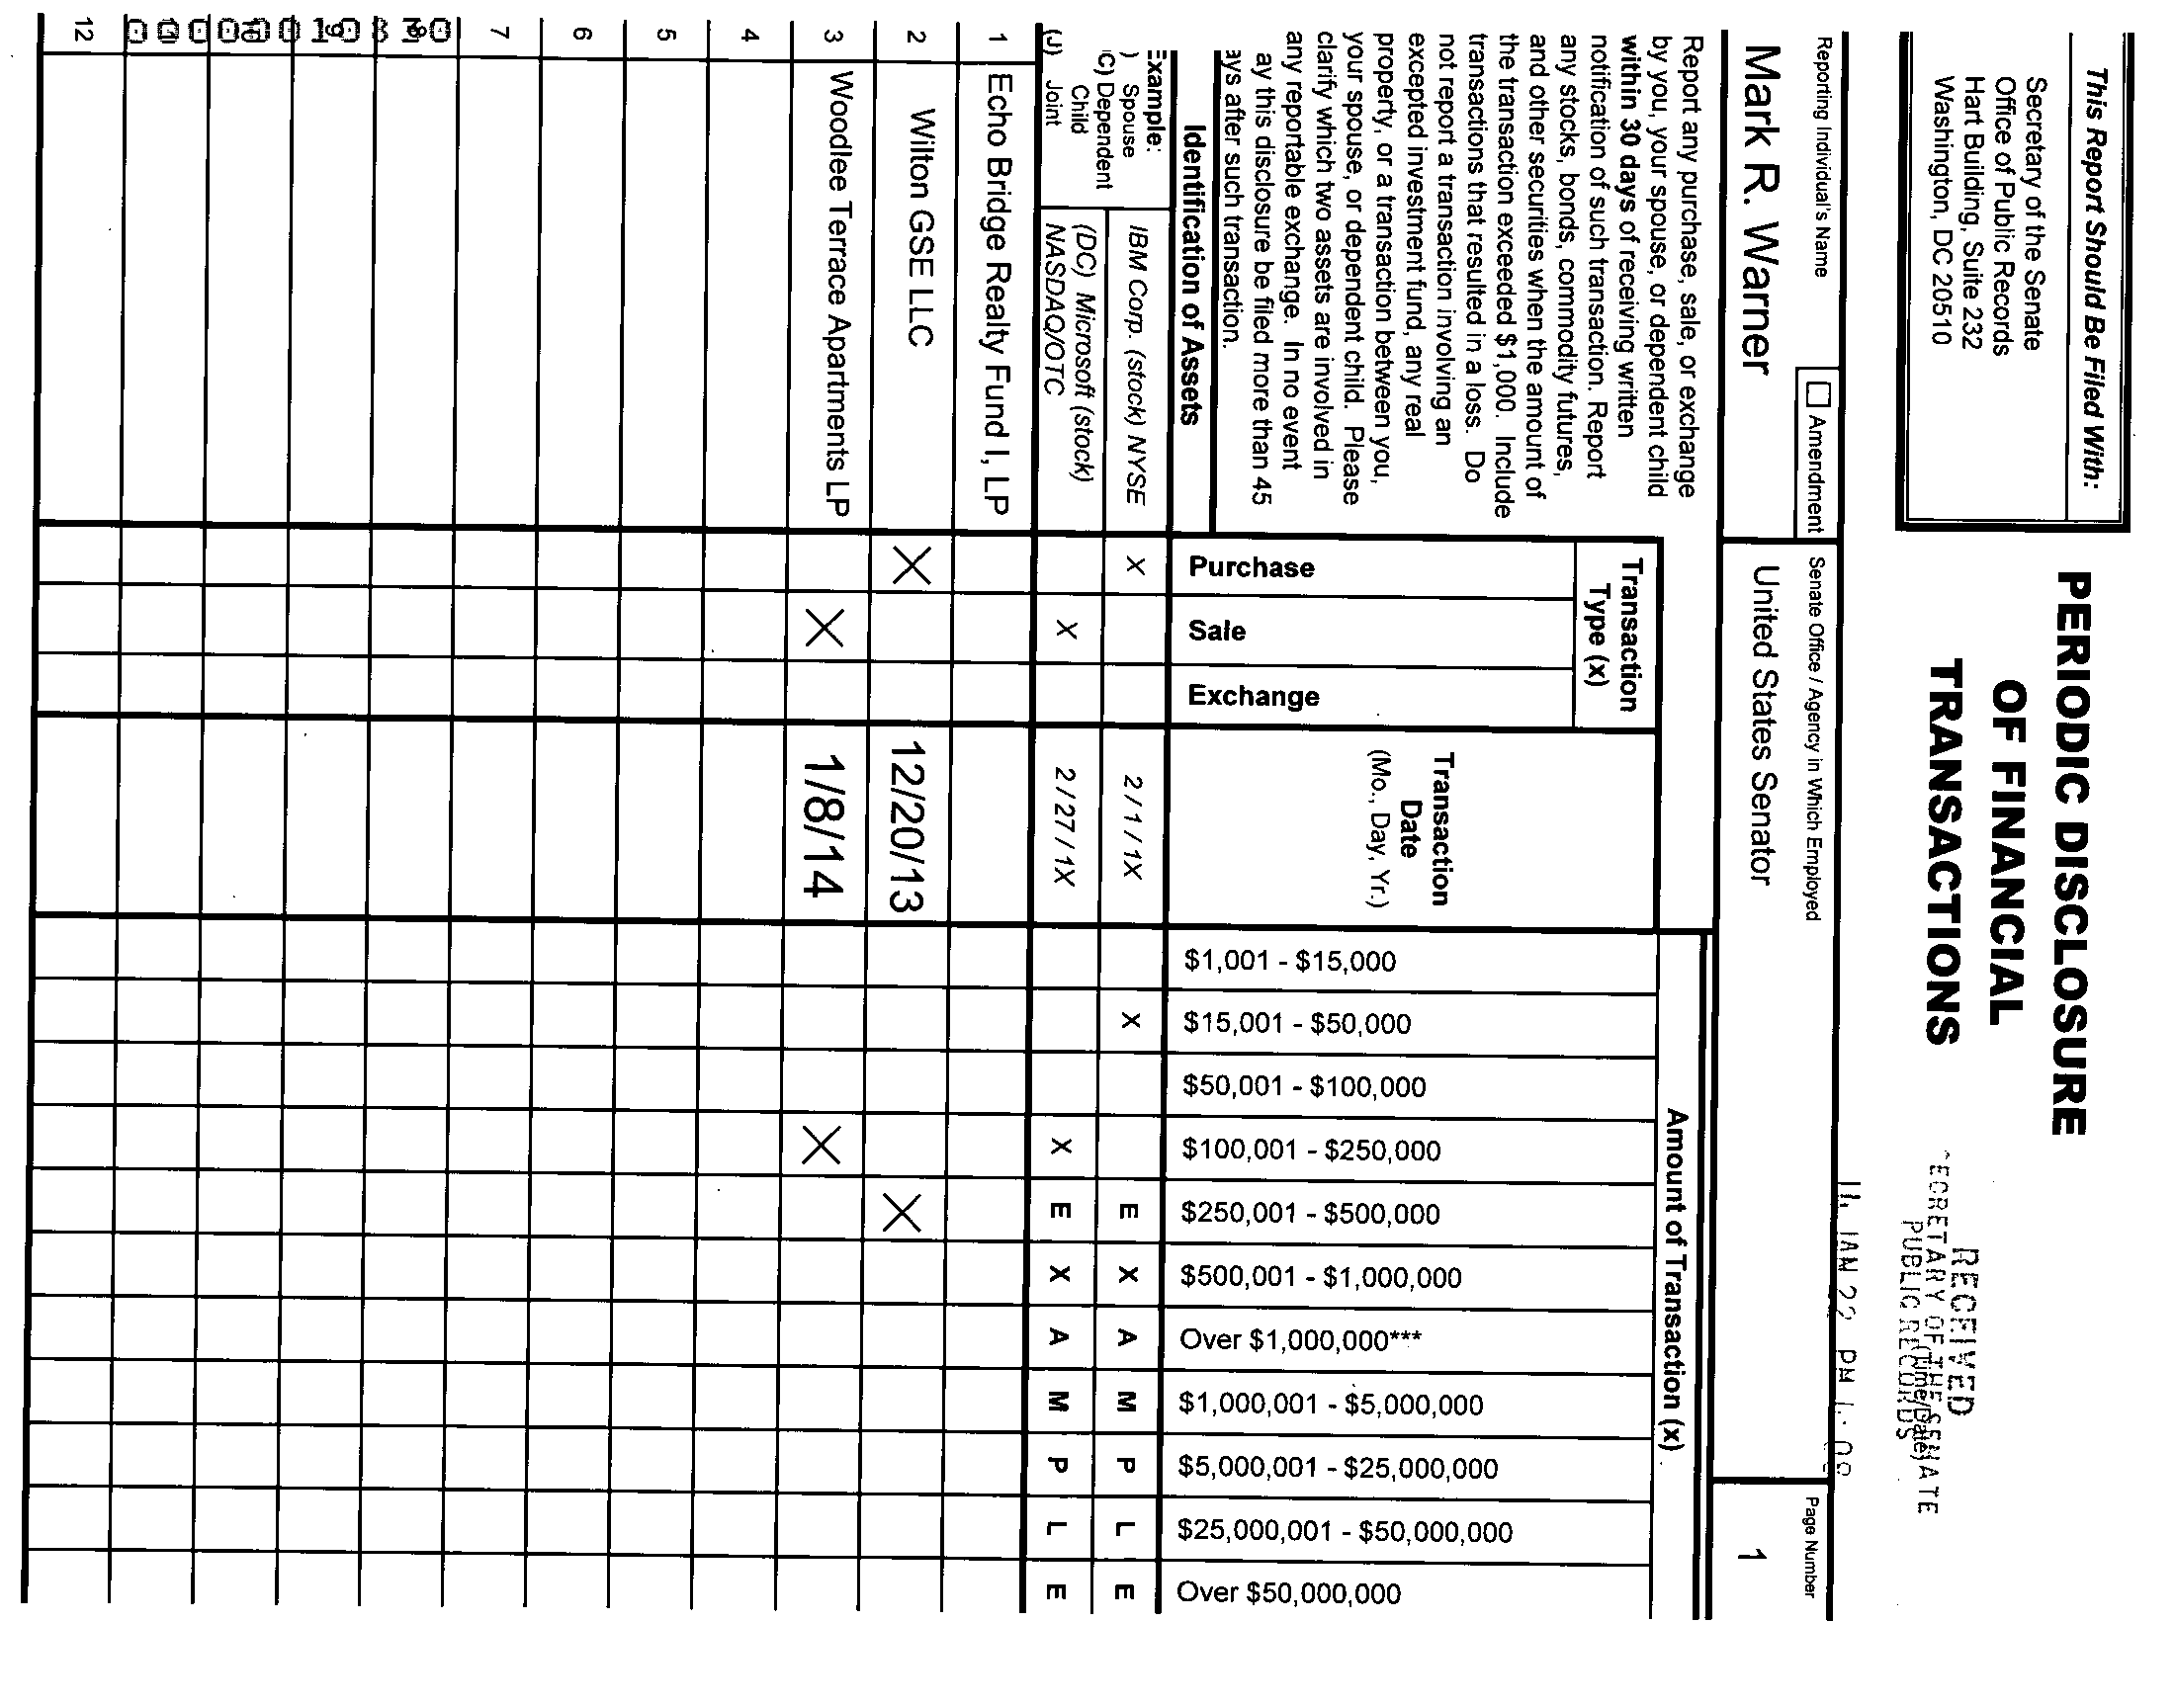 This Report Should Be Filed With:
Secretary of the Senate
Office of Public Records
Hart Building, Suite 232
Washington, DC 20510
PERIODIC DISCLOSURE
OF FINANCIAL
TRANSACTIONS
RECEIVED
SECRETARY OF THE SENATE
PUBLIC RECORDS
JAN 22 PM
Reporting Individual's Name
Amendment
Senate Office / Agency in Which Employed
Page Number
Mark R. Warner
United States Senator
1
Report any purchase, sale, or exchange
by you, your spouse, or dependent child
within 30 days of receiving written
notification of such transaction. Report
any stocks, bonds, commodity futures,
and other securities when the amount of
the transaction exceeded $1,000. Include
transactions that resulted in a loss. Do
not report a transaction involving an
excepted investment fund, any real
property, or a transaction between you,
your spouse, or dependent child. Please
clarify which two assets are involved in
any reportable exchange. In no event
ay this disclosure be filed more than 45
ays after such transaction.
Identification of Assets
Transaction
Type (x)
Purchase
Sale
Exchange
Transaction
Date
(Mo., Day, Yr.)
Amount of Transaction (x)
$1,001 - $15,000
$15,001 - $50,000
$50,001 - $100,000
$100,001 - $250,000
$250,001 - $500,000
$500,001 - $1,000,000
Over $1,000,000***
$1,000,001 - $5,000,000
$5,000,001 - $25,000,000
$25,000,001 - $50,000,000
Over $50,000,000
Example:
) Spouse
C) Dependent
Child
(J) Joint
IBM Corp. (stock) NYSE X 2 / 1 / 1X X E X A M P L E
(DC) Microsoft (stock)
NASDAQ/OTC X 2 / 27 / 1X X E X A M P L E
1 Echo Bridge Realty Fund I, LP
2 Wilton GSE LLC X 12/20/13 X
3 Woodlee Terrace Apartments LP X 1/8/14 X
4
5
6
7
12